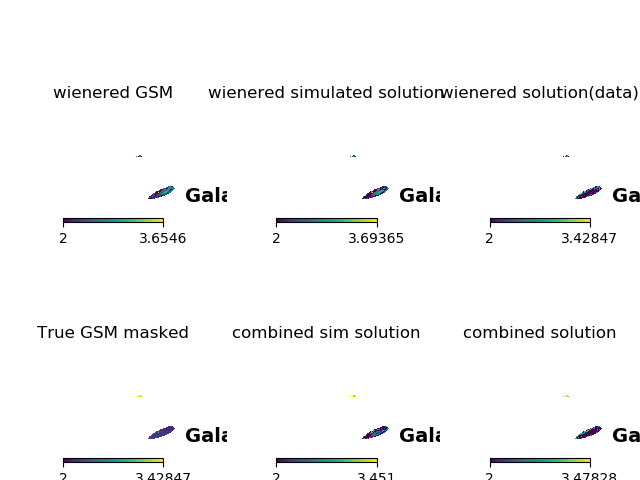 wienered GSM
wienered simulated solution
wienered solution(data)
Gala
Gala
Ga
2 3.6546
2 3.69365
2 3.42847
True GSM masked
combined sim solution
combined solution
Gala
Gala
Ga
2 3.42847
2 3.451
2 3.47828